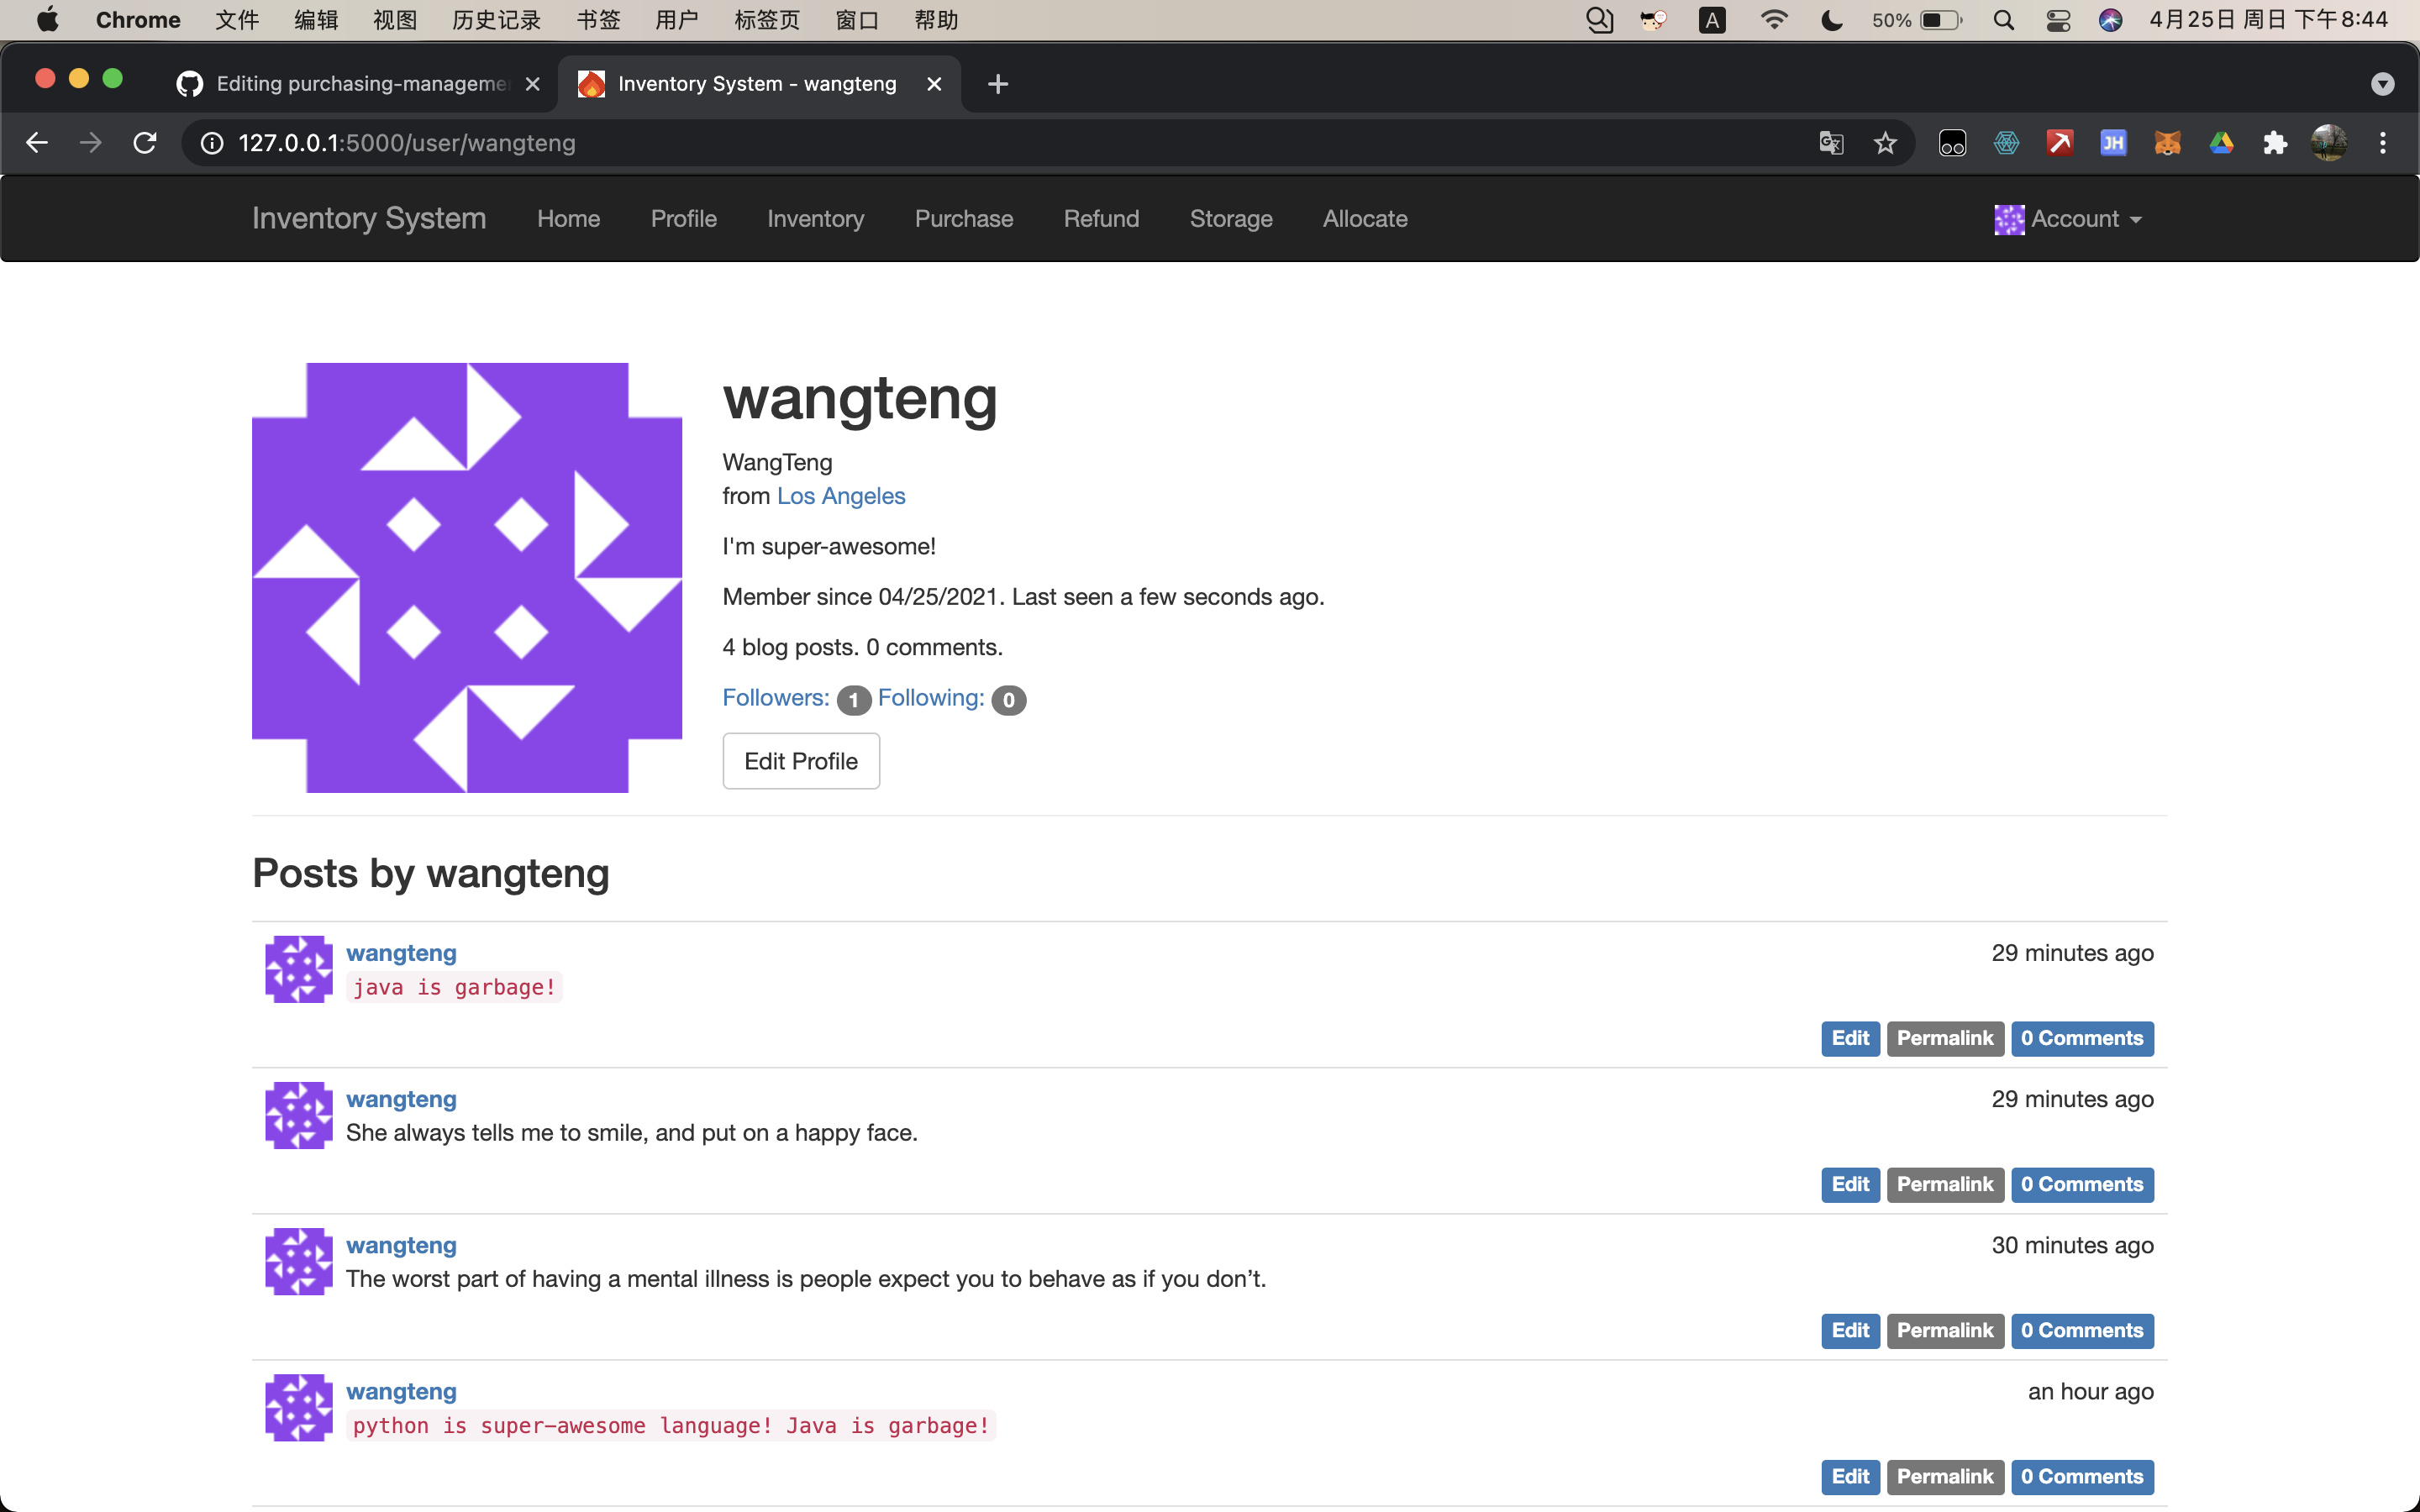 Chrome 文件 编辑 视图 历史记录 书签 用户 标签页 窗口 帮助 A 50% 4月25日 周日 下午8:44
Editing purchasing-manageme Inventory System - wangteng
127.0.0.1:5000/user/wangteng JH
Inventory System Home Profile Inventory Purchase Refund Storage Allocate Account
wangteng
WangTeng
from Los Angeles
I'm super-awesome!
Member since 04/25/2021. Last seen a few seconds ago.
4 blog posts. 0 comments.
Followers: 1 Following: 0
Edit Profile
Posts by wangteng
wangteng 29 minutes ago
java is garbage!
Edit Permalink 0 Comments
wangteng 29 minutes ago
She always tells me to smile, and put on a happy face.
Edit Permalink 0 Comments
wangteng 30 minutes ago
The worst part of having a mental illness is people expect you to behave as if you don’t.
Edit Permalink 0 Comments
wangteng an hour ago
python is super-awesome language! Java is garbage!
Edit Permalink 0 Comments